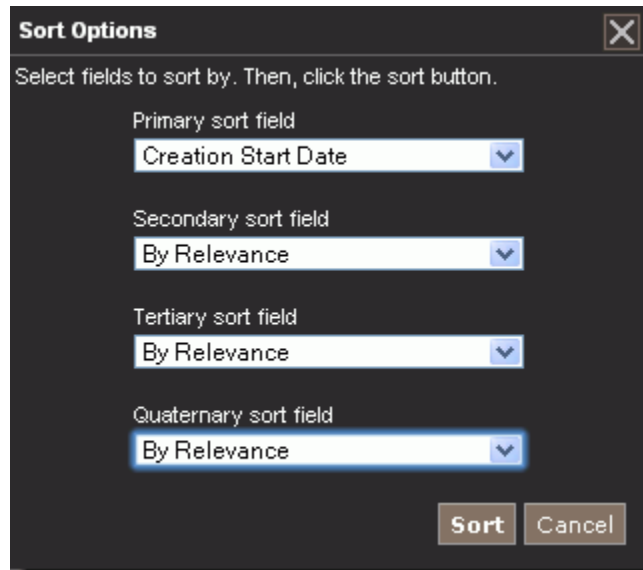 Sort Options
Select fields to sort by. Then, click the sort button.
Primary sort field
Creation Start Date
Secondary sort field
By Relevance
Tertiary sort field
By Relevance
Quaternary sort field
By Relevance
Sort Cancel